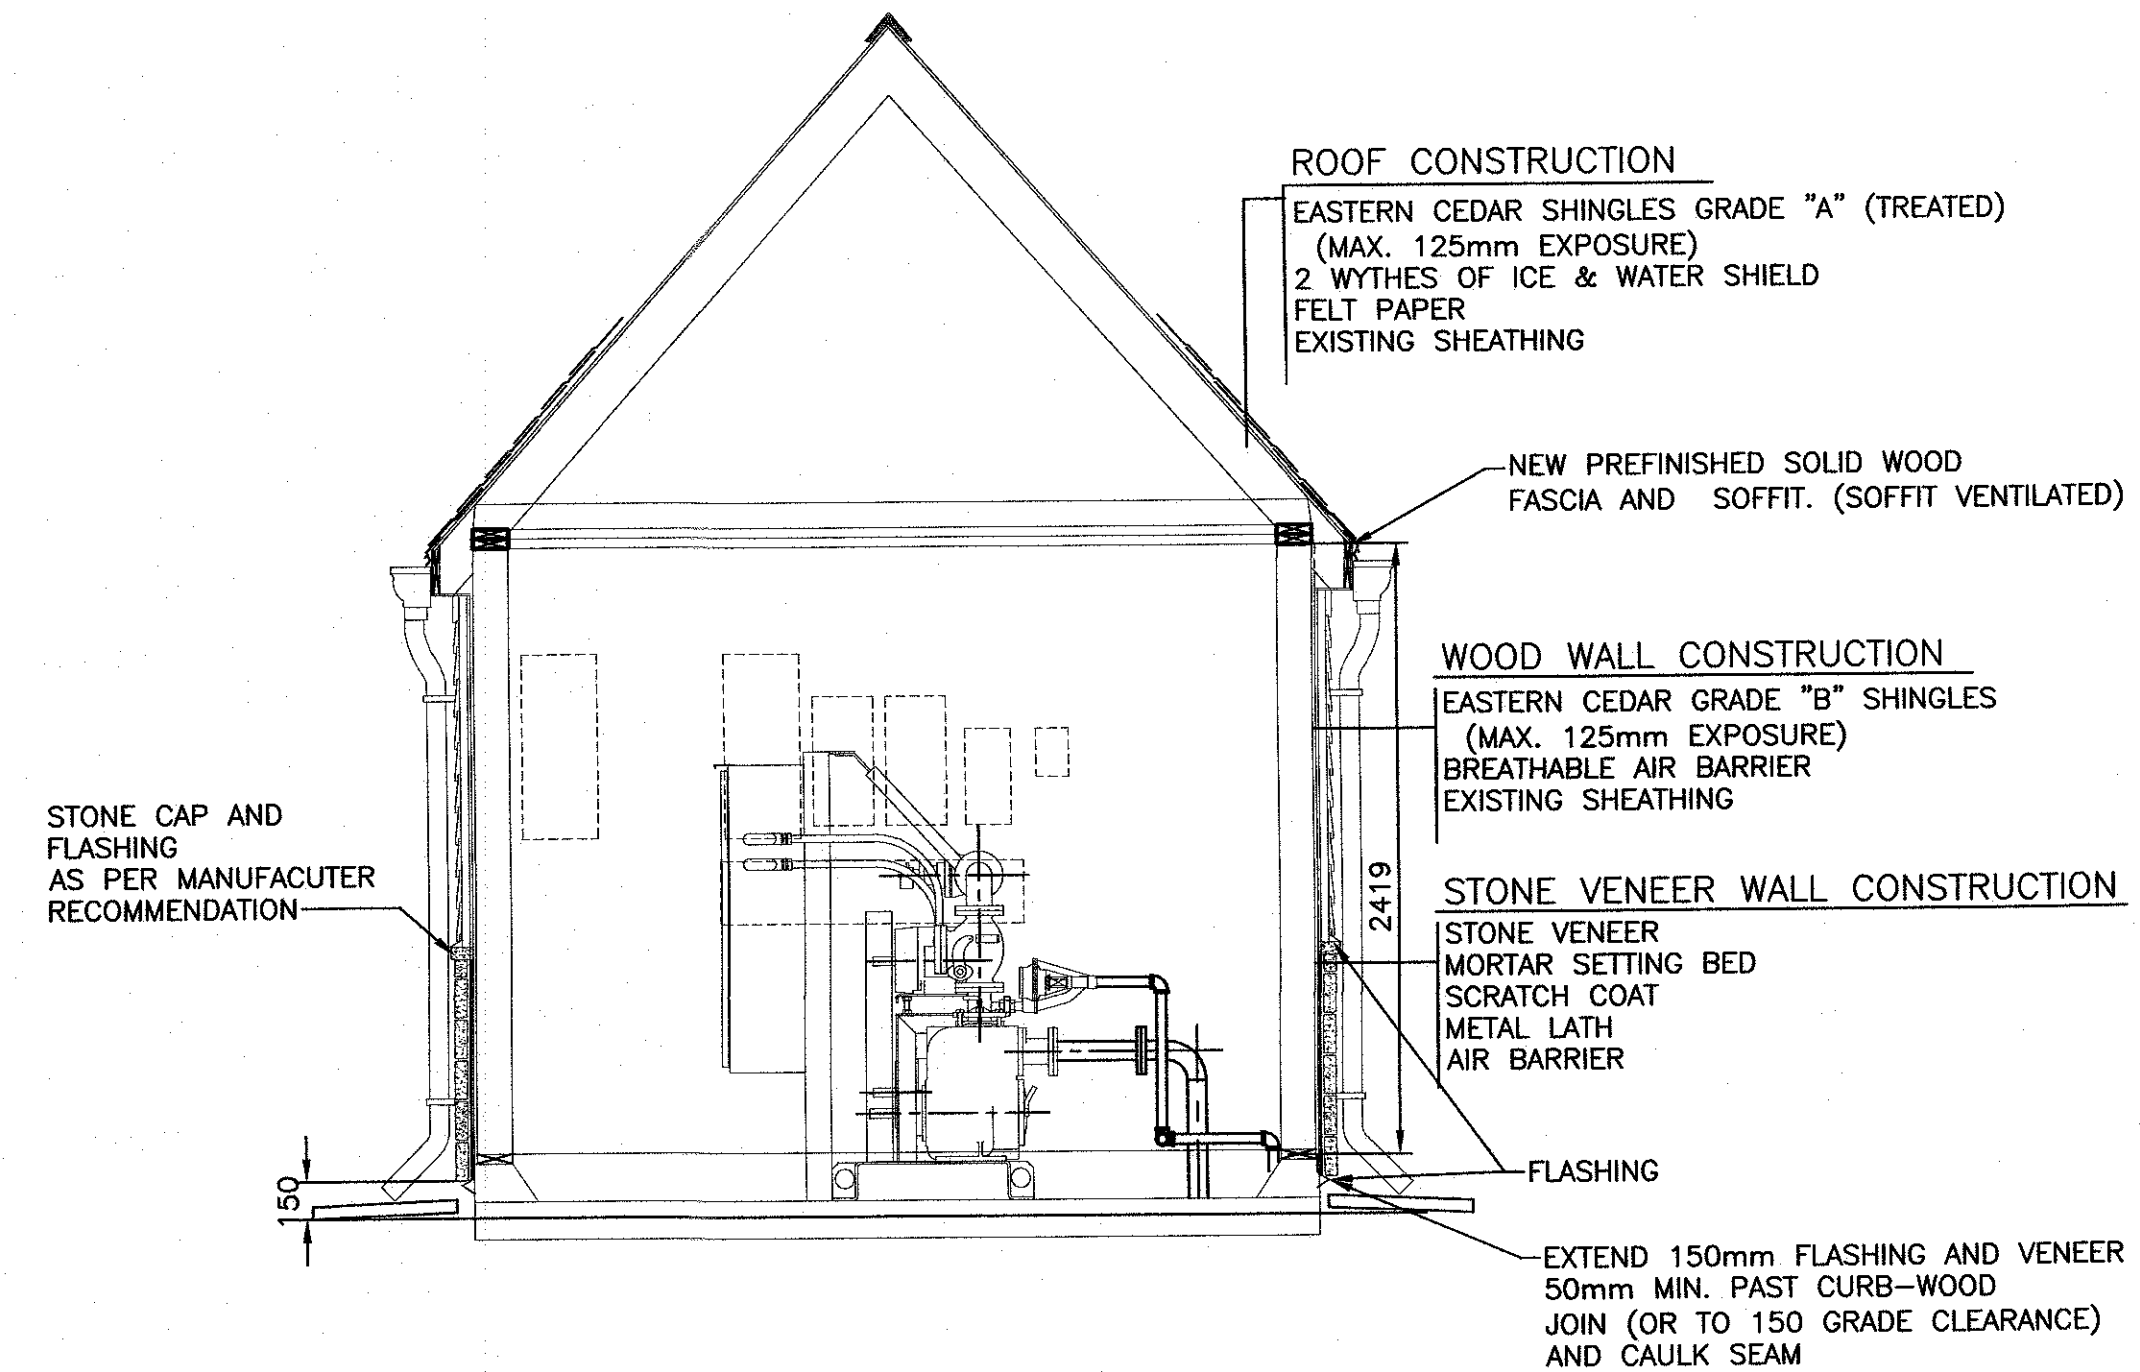 ROOF CONSTRUCTION
EASTERN CEDAR SHINGLES GRADE "A" (TREATED)
(MAX. 125mm EXPOSURE)
2 WYTHES OF ICE & WATER SHIELD
FELT PAPER
EXISTING SHEATHING
NEW PREFINISHED SOLID WOOD
FASCIA AND SOFFIT. (SOFFIT VENTILATED)
WOOD WALL CONSTRUCTION
EASTERN CEDAR GRADE "B" SHINGLES
(MAX. 125mm EXPOSURE)
BREATHABLE AIR BARRIER
EXISTING SHEATHING
STONE CAP AND
FLASHING
AS PER MANUFACUTER
RECOMMENDATION
2419
STONE VENEER WALL CONSTRUCTION
STONE VENEER
MORTAR SETTING BED
SCRATCH COAT
METAL LATH
AIR BARRIER
FLASHING
150
EXTEND 150mm FLASHING AND VENEER
50mm MIN. PAST CURB-WOOD
JOIN (OR TO 150 GRADE CLEARANCE)
AND CAULK SEAM